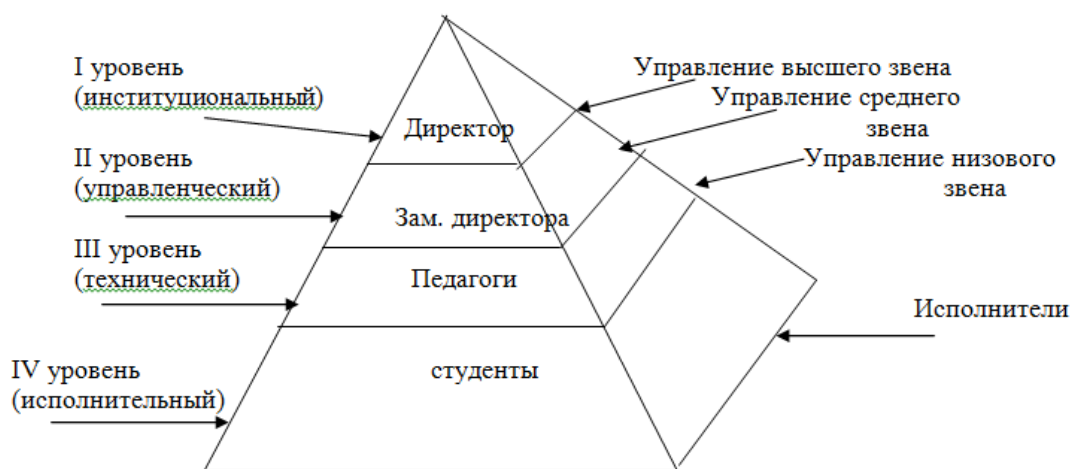 I уровень
(институциональный)
II уровень
(управленческий)
III уровень
(технический)
IV уровень
(исполнительный)
Директор
Зам. директора
Педагоги
студенты
Управление высшего звена
Управление среднего
звена
Управление низового
звена
Исполнители